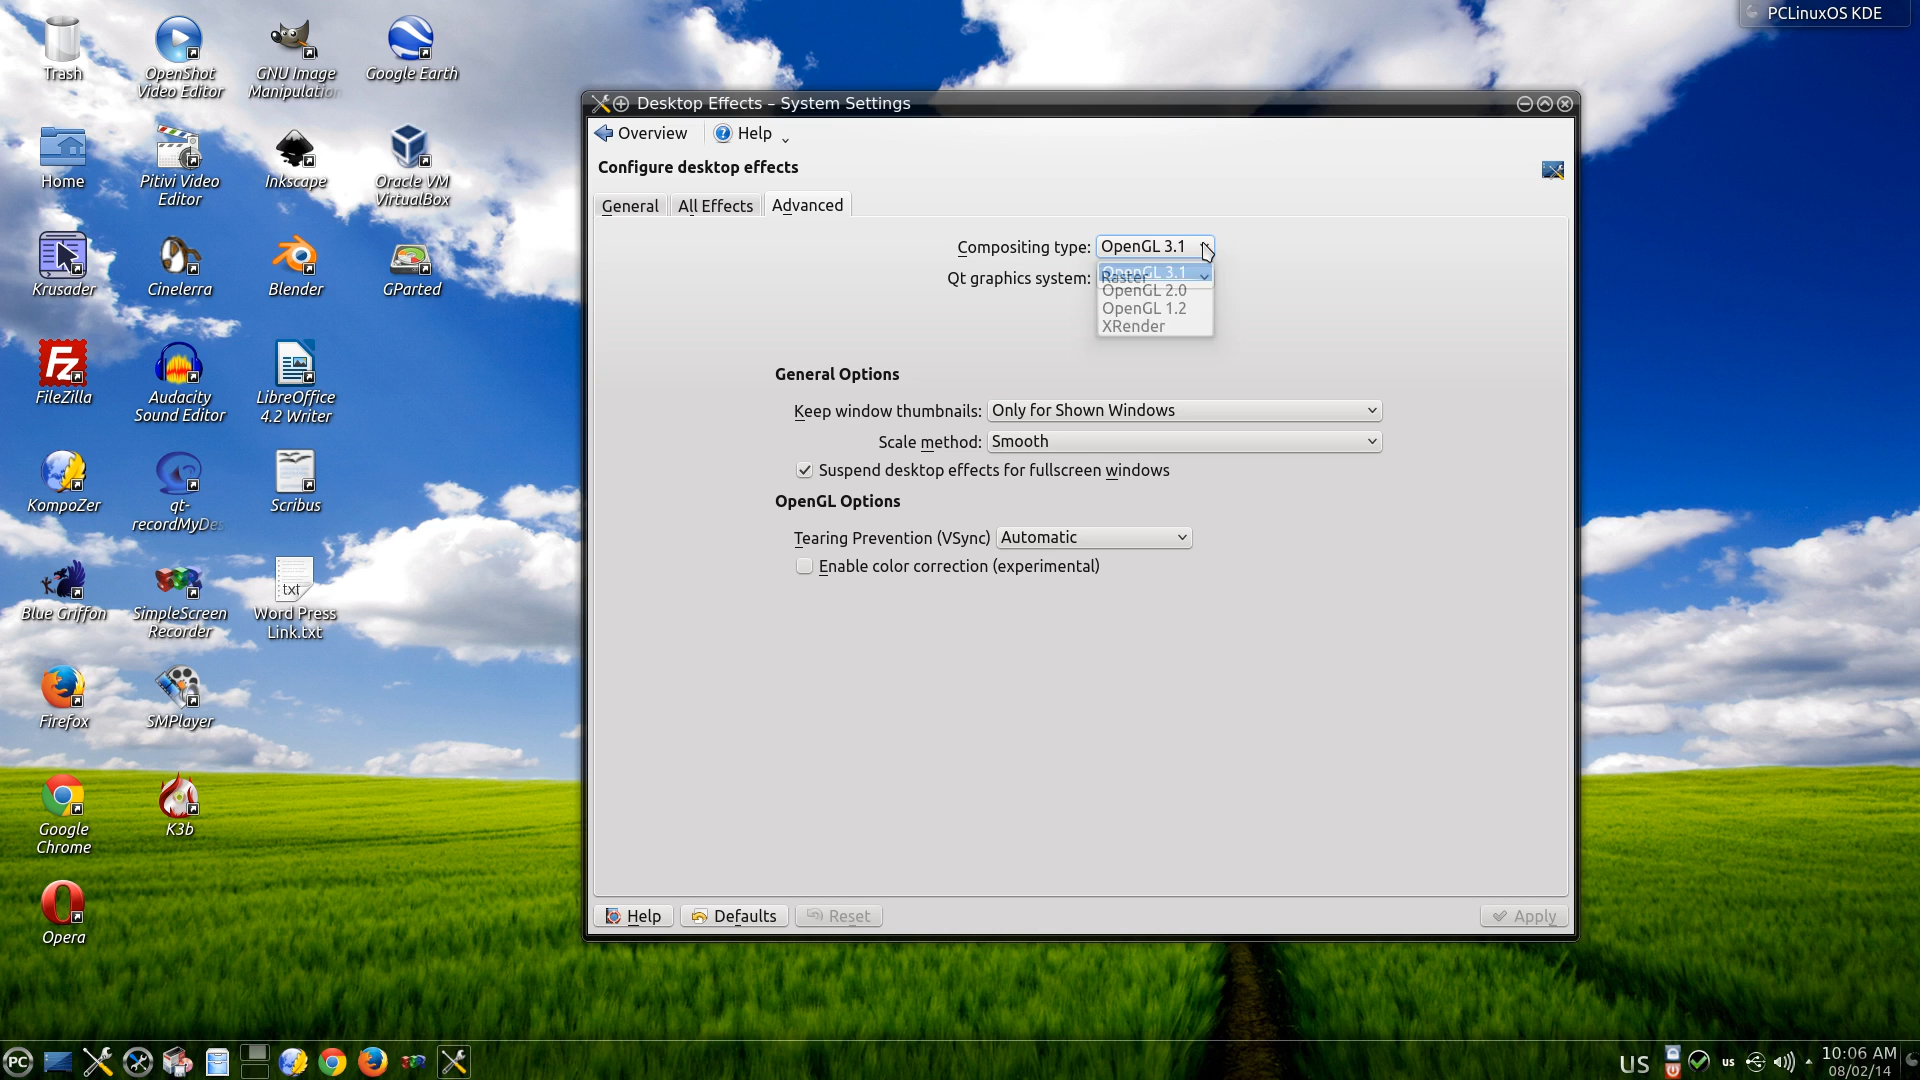 PCLinuxOS KDE
Trash
OpenShot
Video Editor
GNU Image
Manipulation
Google Earth
Home
Pitivi Video
Editor
Inkscape
Oracle VM
VirtualBox
Krusader
Cinelerra
Blender
GParted
FileZilla
Audacity
Sound Editor
LibreOffice
4.2 Writer
KompoZer
qt-
recordMyDes
Scribus
txt
Blue Griffon
SimpleScreen
Recorder
Word Press
Link.txt
Firefox
SMPlayer
Google
Chrome
K3b
Opera
Desktop Effects – System Settings
Overview
Help
Configure desktop effects
General
All Effects
Advanced
Compositing type:
OpenGL 3.1
Qt graphics system:
Raster
OpenGL 3.1
OpenGL 2.0
OpenGL 1.2
XRender
General Options
Keep window thumbnails:
Only for Shown Windows
Scale method:
Smooth
Suspend desktop effects for fullscreen windows
OpenGL Options
Tearing Prevention (VSync)
Automatic
Enable color correction (experimental)
Help
Defaults
Reset
Apply
PC
US
us
10:06 AM
08/02/14